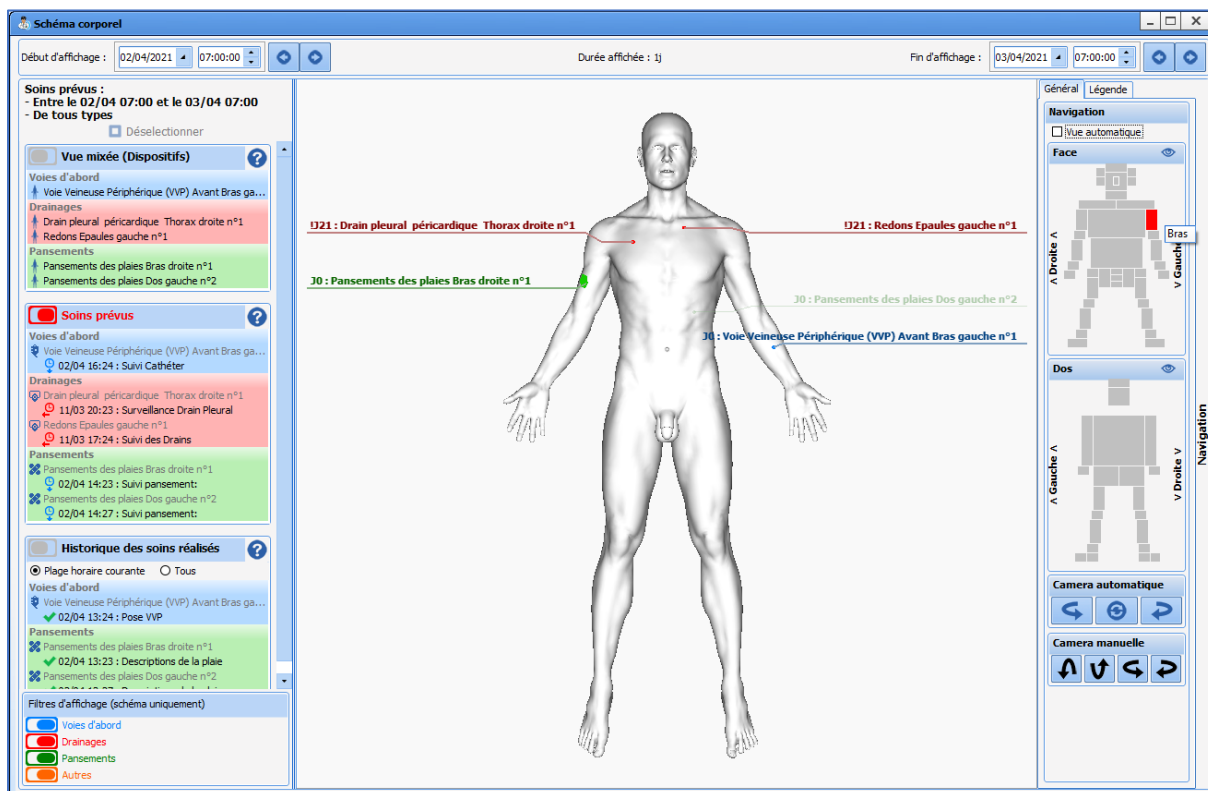 Schéma corporel
Début d'affichage : 02/04/2021 07:00:00
Durée affichée : 1j
Fin d'affichage : 03/04/2021 07:00:00
Soins prévus :
- Entre le 02/04 07:00 et le 03/04 07:00
- De tous types
Déselectionner
Vue mixée (Dispositifs) ?
Voies d'abord
Voie Veineuse Périphérique (VVP) Avant Bras ga...
Drainages
Drain pleural péricardique Thorax droite n°1
Redons Epaules gauche n°1
Pansements
Pansements des plaies Bras droite n°1
Pansements des plaies Dos gauche n°2
Soins prévus ?
Voies d'abord
Voie Veineuse Périphérique (VVP) Avant Bras ga...
02/04 16:24 : Suivi Cathéter
Drainages
Drain pleural péricardique Thorax droite n°1
11/03 20:23 : Surveillance Drain Pleural
Redons Epaules gauche n°1
11/03 17:24 : Suivi des Drains
Pansements
Pansements des plaies Bras droite n°1
02/04 14:23 : Suivi pansement:
Pansements des plaies Dos gauche n°2
02/04 14:27 : Suivi pansement:
Historique des soins réalisés ?
Plage horaire courante Tous
Voies d'abord
Voie Veineuse Périphérique (VVP) Avant Bras ga...
02/04 13:24 : Pose VVP
Pansements
Pansements des plaies Bras droite n°1
02/04 13:23 : Descriptions de la plaie
Pansements des plaies Dos gauche n°2
Filtres d'affichage (schéma uniquement)
Voies d'abord
Drainages
Pansements
Autres
!J21 : Drain pleural péricardique Thorax droite n°1
!J21 : Redons Epaules gauche n°1
J0 : Pansements des plaies Bras droite n°1
J0 : Pansements des plaies Dos gauche n°2
J0 : Voie Veineuse Périphérique (VVP) Avant Bras gauche n°1
Général Légende
Navigation
Vue automatique
Face
< Droite <
> Gauche >
Bras
Dos
< Gauche <
> Droite >
Camera automatique
Camera manuelle
Navigation